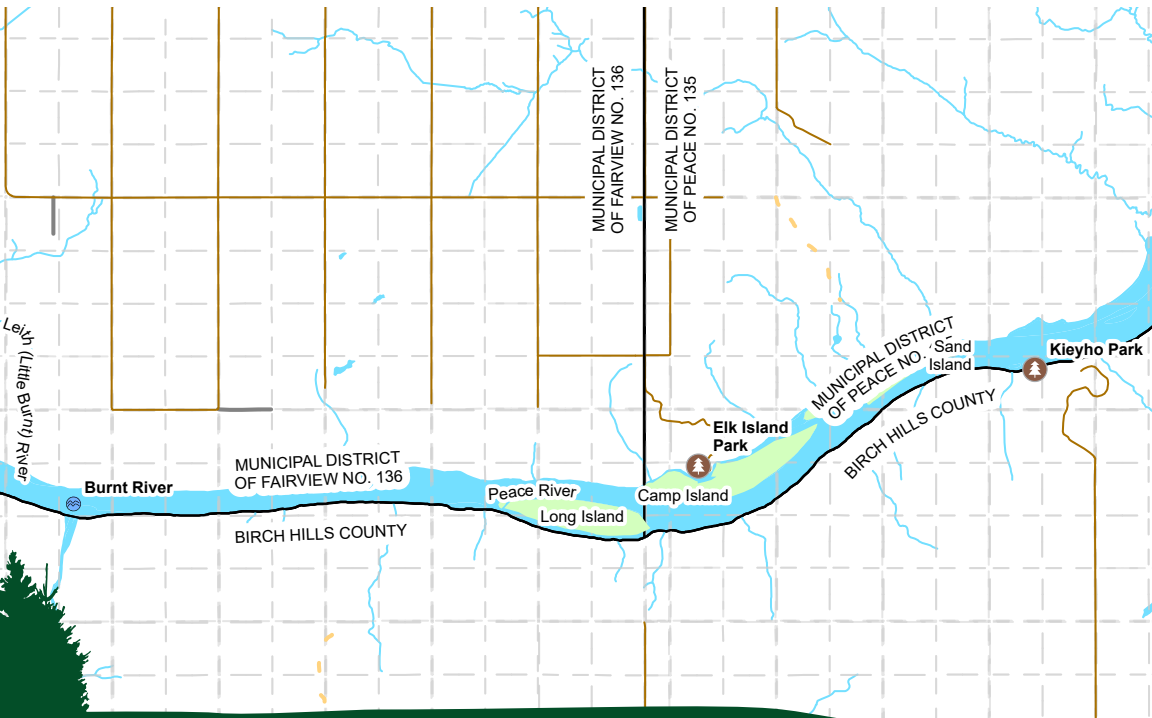 MUNICIPAL DISTRICT
OF FAIRVIEW NO. 136
MUNICIPAL DISTRICT
OF PEACE NO. 135
Leith (Little Burnt) River
MUNICIPAL DISTRICT
OF PEACE NO.
Sand
Island
Kieyho Park
BIRCH HILLS COUNTY
Elk Island
Park
MUNICIPAL DISTRICT
OF FAIRVIEW NO. 136
Burnt River
Peace River
Camp Island
Long Island
BIRCH HILLS COUNTY